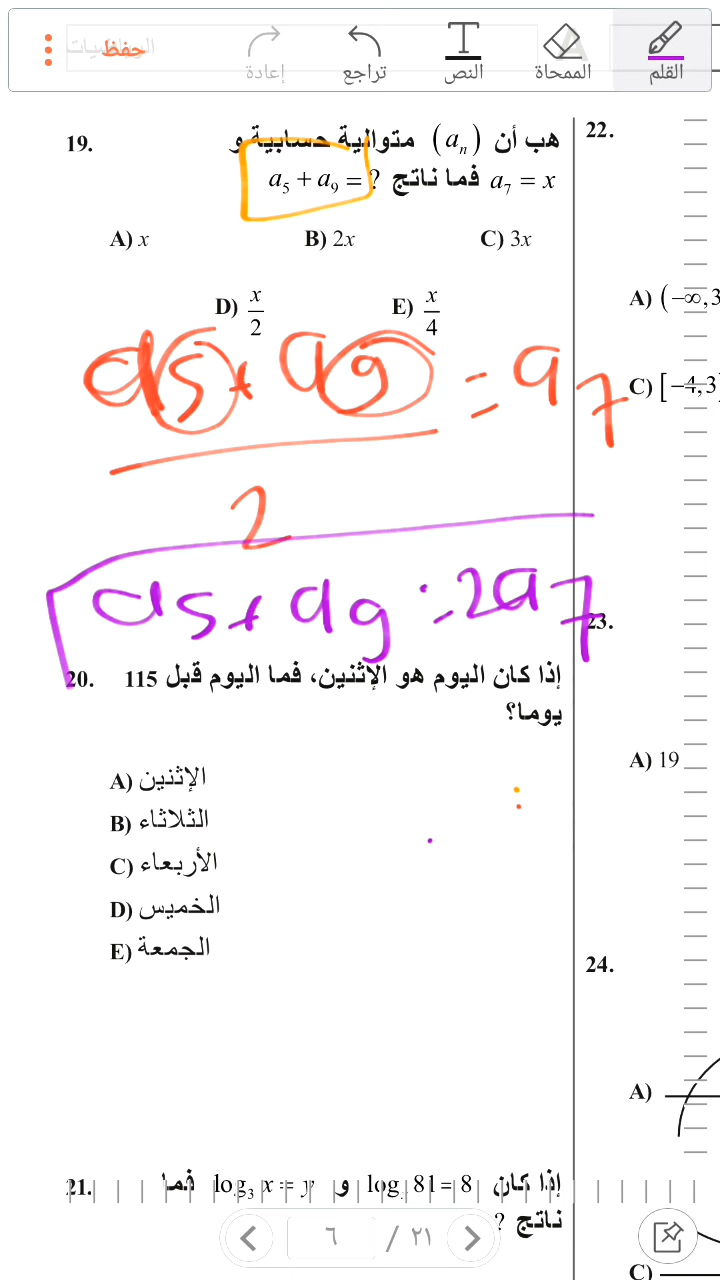 حفظ
إعادة
تراجع
النص
الممحاة
القلم
19. هب أن (aₙ) متوالية حسابية و
a₇ = x فما ناتج a₅ + a₉ = ?
A) x B) 2x C) 3x
D) x/2 E) x/4
a5 + a9 / 2 = a7
a5 + a9 = 2a7
20. إذا كان اليوم هو الإثنين، فما اليوم قبل 115
يوما؟
A) الإثنين
B) الثلاثاء
C) الأربعاء
D) الخميس
E) الجمعة
21. إذا كان log 81 = 8 و log₃ x = y فما
ناتج ?
22.
A) (−∞,3
C) [−4,3]
23.
A) 19
24.
A)
C)
٦ / ٢١